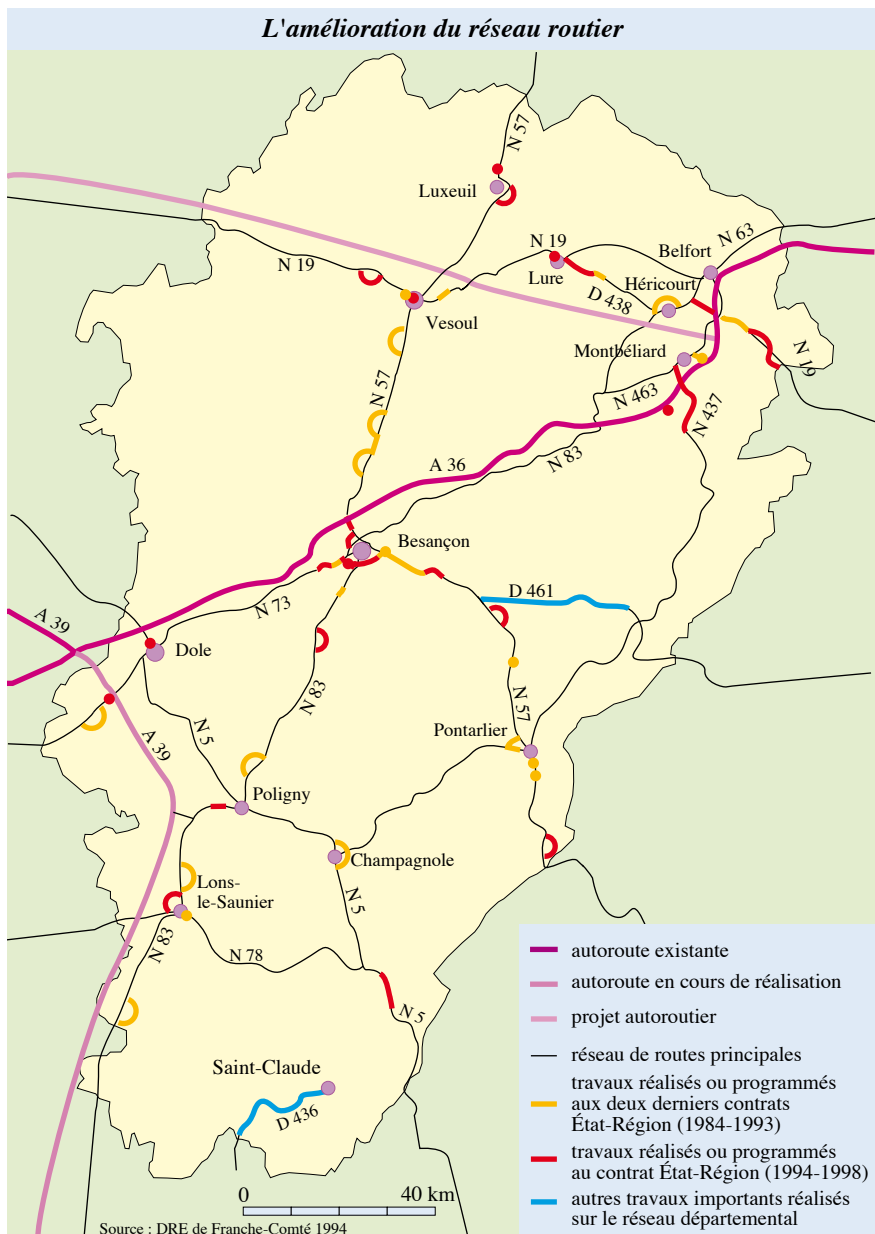 L'amélioration du réseau routier
N 57
Luxeuil
N 19
N 19
Belfort
N 63
Lure
Héricourt
D 438
Vesoul
Montbéliard
N 19
N 57
N 463
N 437
A 36
N 83
Besançon
D 461
N 73
A 39
Dole
N 83
N 57
N 5
A 39
Pontarlier
Poligny
Champagnole
Lons-
le-Saunier
N 5
N 83
N 78
N 5
Saint-Claude
D 436
autoroute existante
autoroute en cours de réalisation
projet autoroutier
réseau de routes principales
travaux réalisés ou programmés
aux deux derniers contrats
État-Région (1984-1993)
travaux réalisés ou programmés
au contrat État-Région (1994-1998)
autres travaux importants réalisés
sur le réseau départemental
0 40 km
Source : DRE de Franche-Comté 1994